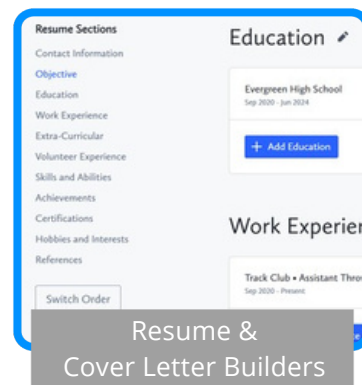 Resume Sections
Contact Information
Objective
Education
Work Experience
Extra-Curricular
Volunteer Experience
Skills and Abilities
Achievements
Certifications
Hobbies and Interests
References
Switch Order
Education
Evergreen High School
Sep 2020 - Jun 2024
+ Add Education
Work Experien
Track Club • Assistant Thro
Sep 2020 - Present
Resume &
Cover Letter Builders